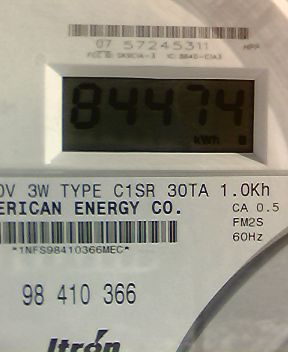 07 57245311
84474
kWh
0V 3W TYPE C1SR 30TA 1.0Kh
ERICAN ENERGY CO.
CA 0.5
FM2S
60Hz
*1NFS98410366MEC*
98 410 366
Itrón